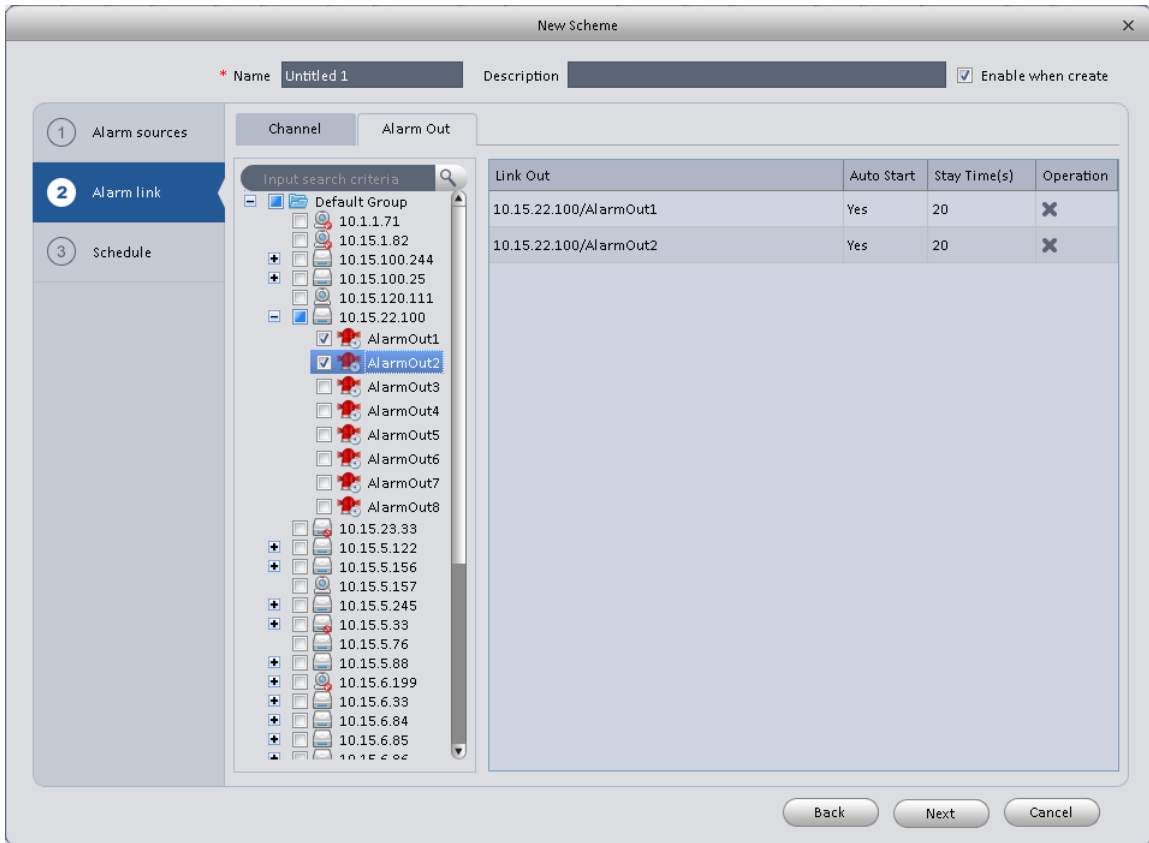 New Scheme
* Name Untitled 1 Description Enable when create
1 Alarm sources
2 Alarm link
3 Schedule
Channel Alarm Out
Input search criteria
Default Group
10.1.1.71
10.15.1.82
10.15.100.244
10.15.100.25
10.15.120.111
10.15.22.100
AlarmOut1
AlarmOut2
AlarmOut3
AlarmOut4
AlarmOut5
AlarmOut6
AlarmOut7
AlarmOut8
10.15.23.33
10.15.5.122
10.15.5.156
10.15.5.157
10.15.5.245
10.15.5.33
10.15.5.76
10.15.5.88
10.15.6.199
10.15.6.33
10.15.6.84
10.15.6.85
Link Out Auto Start Stay Time(s) Operation
10.15.22.100/AlarmOut1 Yes 20
10.15.22.100/AlarmOut2 Yes 20
Back Next Cancel